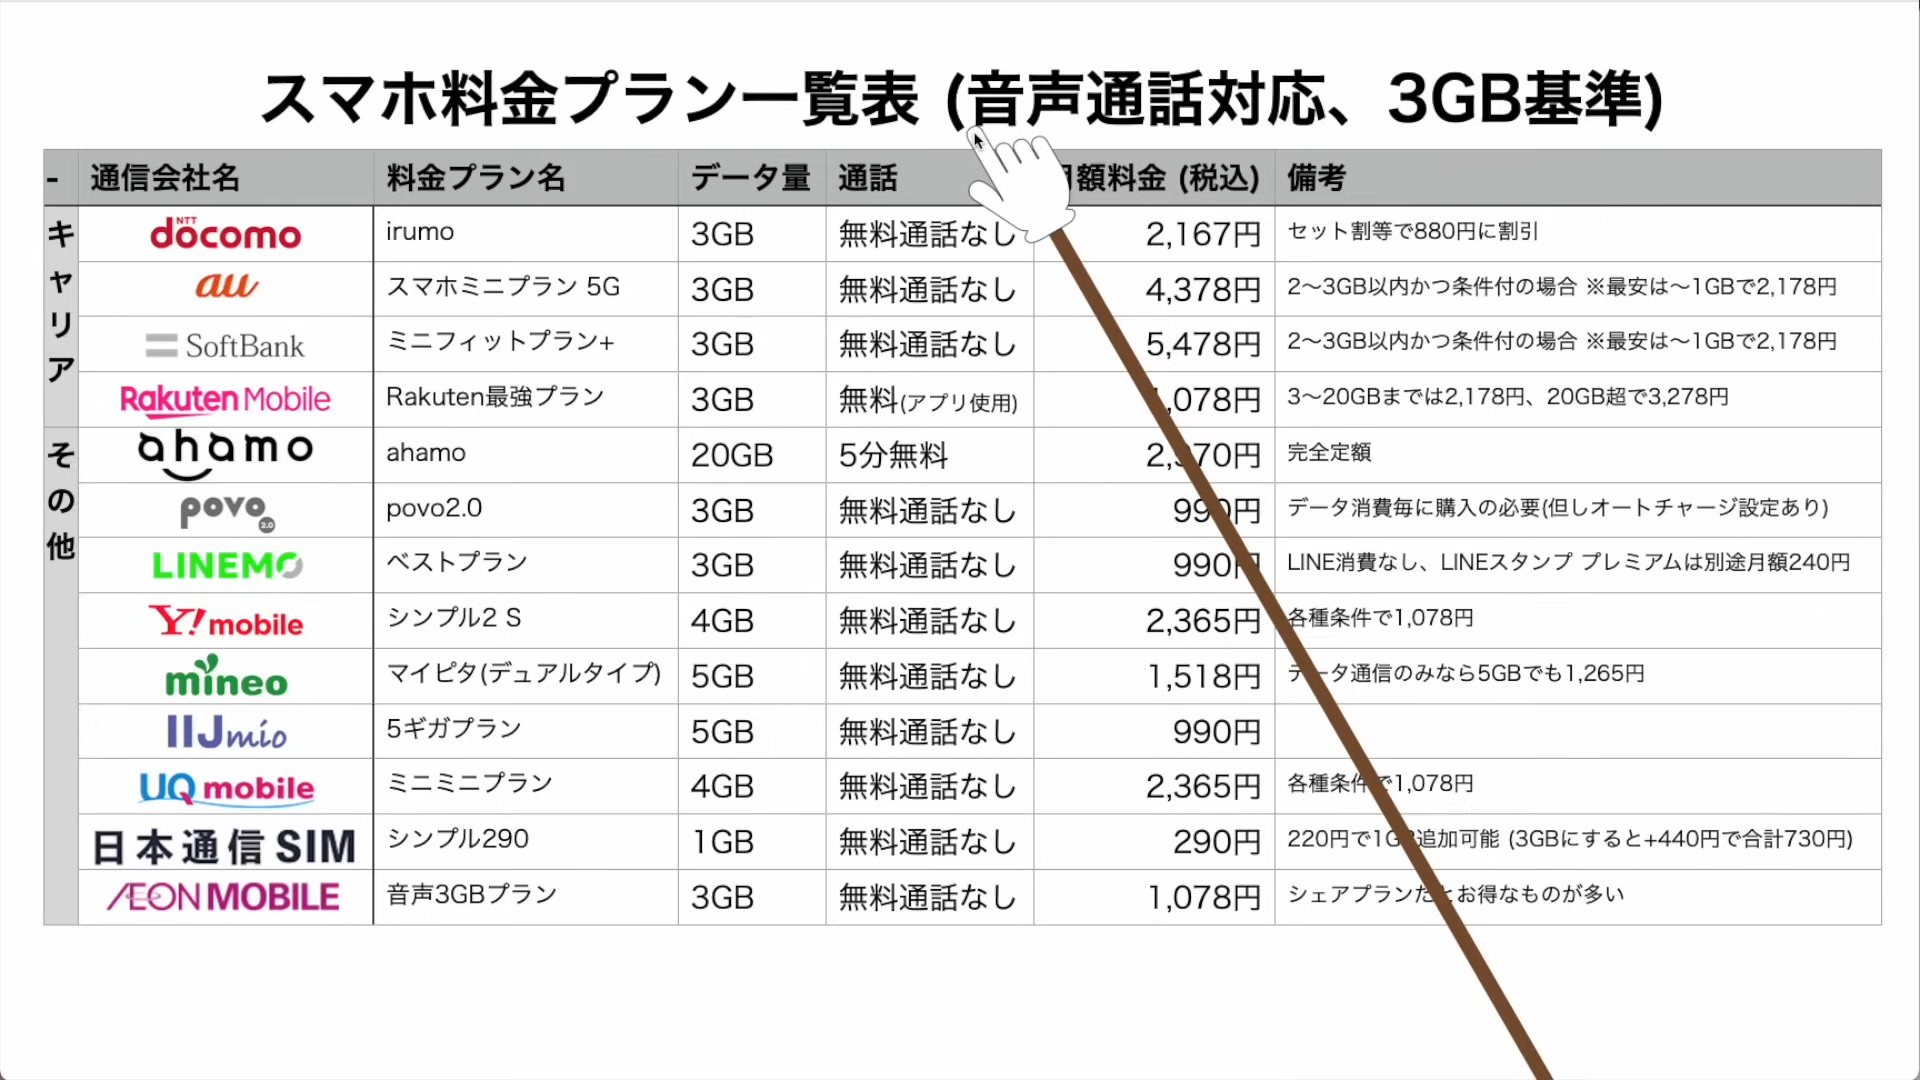 スマホ料金プラン一覧表 (音声通話対応、3GB基準)
- 通信会社名 料金プラン名 データ量 通話 額料金 (税込) 備考
キャリア
NTT docomo irumo 3GB 無料通話なし 2,167円 セット割等で880円に割引
au スマホミニプラン 5G 3GB 無料通話なし 4,378円 2〜3GB以内かつ条件付の場合 ※最安は〜1GBで2,178円
SoftBank ミニフィットプラン+ 3GB 無料通話なし 5,478円 2〜3GB以内かつ条件付の場合 ※最安は〜1GBで2,178円
Rakuten Mobile Rakuten最強プラン 3GB 無料(アプリ使用) ,078円 3〜20GBまでは2,178円、20GB超で3,278円
その他
ahamo ahamo 20GB 5分無料 2,970円 完全定額
povo2.0 povo2.0 3GB 無料通話なし 990円 データ消費毎に購入の必要(但しオートチャージ設定あり)
LINEMO ベストプラン 3GB 無料通話なし 990円 LINE消費なし、LINEスタンプ プレミアムは別途月額240円
Y!mobile シンプル2 S 4GB 無料通話なし 2,365円 各種条件で1,078円
mineo マイピタ(デュアルタイプ) 5GB 無料通話なし 1,518円 データ通信のみなら5GBでも1,265円
IIJmio 5ギガプラン 5GB 無料通話なし 990円
UQ mobile ミニミニプラン 4GB 無料通話なし 2,365円 各種条件で1,078円
日本通信SIM シンプル290 1GB 無料通話なし 290円 220円で1GB追加可能 (3GBにすると+440円で合計730円)
ÆON MOBILE 音声3GBプラン 3GB 無料通話なし 1,078円 シェアプランだとお得なものが多い